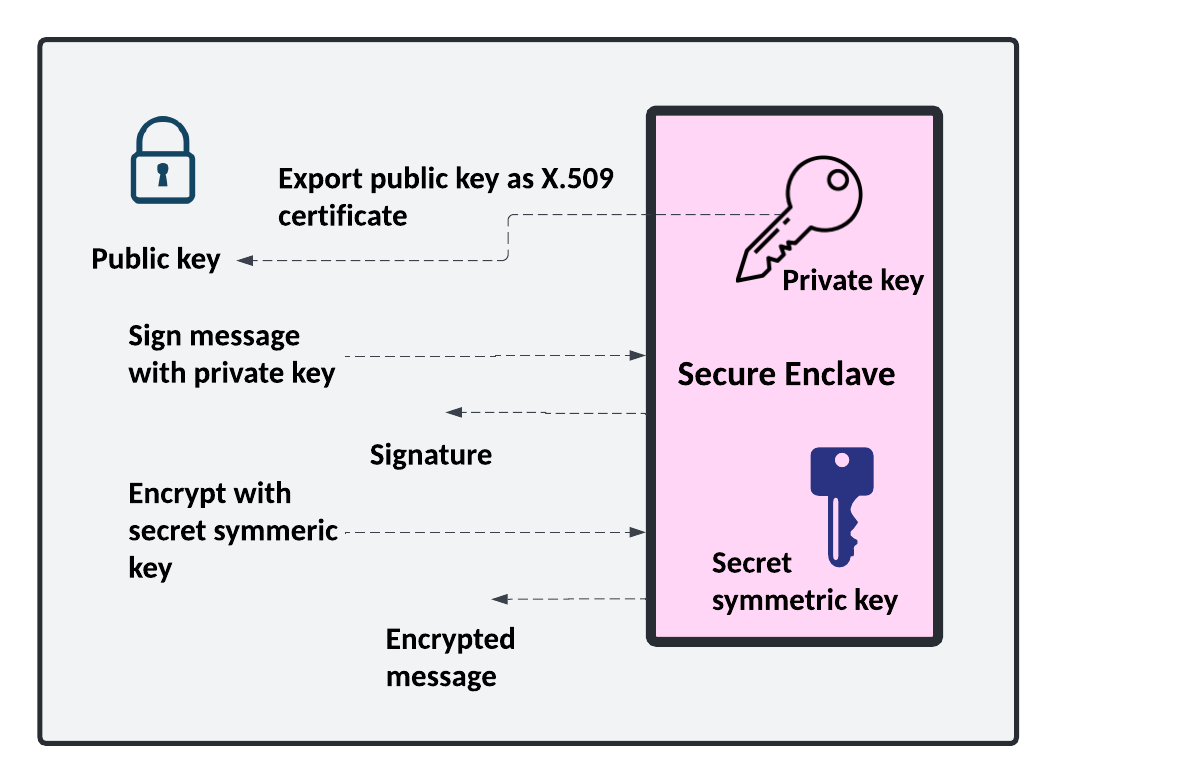 Export public key as X.509
certificate
Public key
Private key
Sign message
with private key
Secure Enclave
Signature
Encrypt with
secret symmeric
key
Secret
symmetric key
Encrypted
message